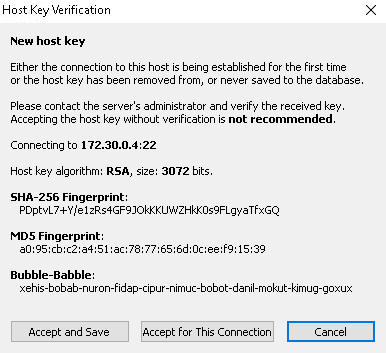 Host Key Verification
New host key
Either the connection to this host is being established for the first time
or the host key has been removed from, or never saved to the database.
Please contact the server's administrator and verify the received key.
Accepting the host key without verification is not recommended.
Connecting to 172.30.0.4:22
Host key algorithm: RSA, size: 3072 bits.
SHA-256 Fingerprint:
PDptvL7+Y/e1zRs4GF9JOkKKUWZHkK0s9FLgyaTfxGQ
MD5 Fingerprint:
a0:95:cb:c2:a4:51:ac:78:77:65:6d:0c:ee:f9:15:39
Bubble-Babble:
xehis-bobab-nuron-fidap-cipur-nimuc-bobot-danil-mokut-kimug-goxux
Accept and Save
Accept for This Connection
Cancel